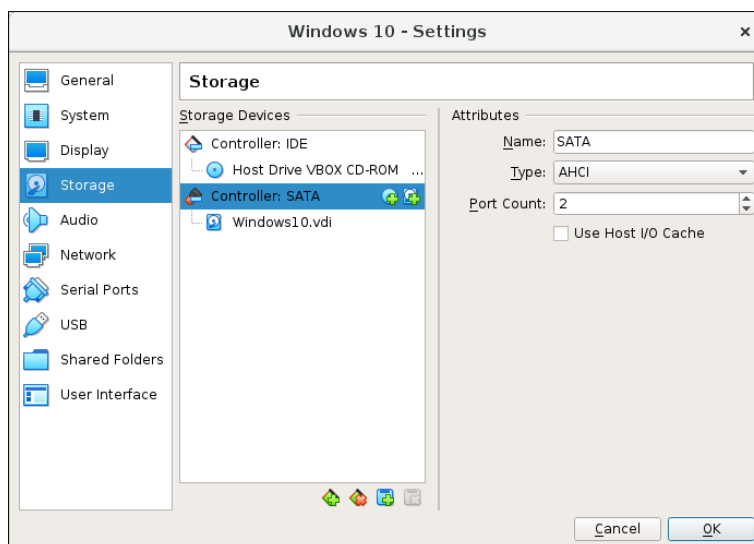 Windows 10 - Settings ×
General
System
Display
Storage
Audio
Network
Serial Ports
USB
Shared Folders
User Interface
Storage
Storage Devices
Controller: IDE
Host Drive VBOX CD-ROM ...
Controller: SATA
Windows10.vdi
Attributes
Name: SATA
Type: AHCI
Port Count: 2
Use Host I/O Cache
Cancel OK